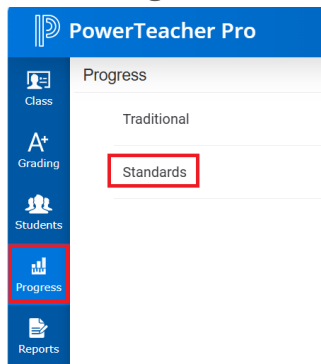 PowerTeacher Pro
Class
Progress
Traditional
A+
Grading
Standards
Students
Progress
Reports